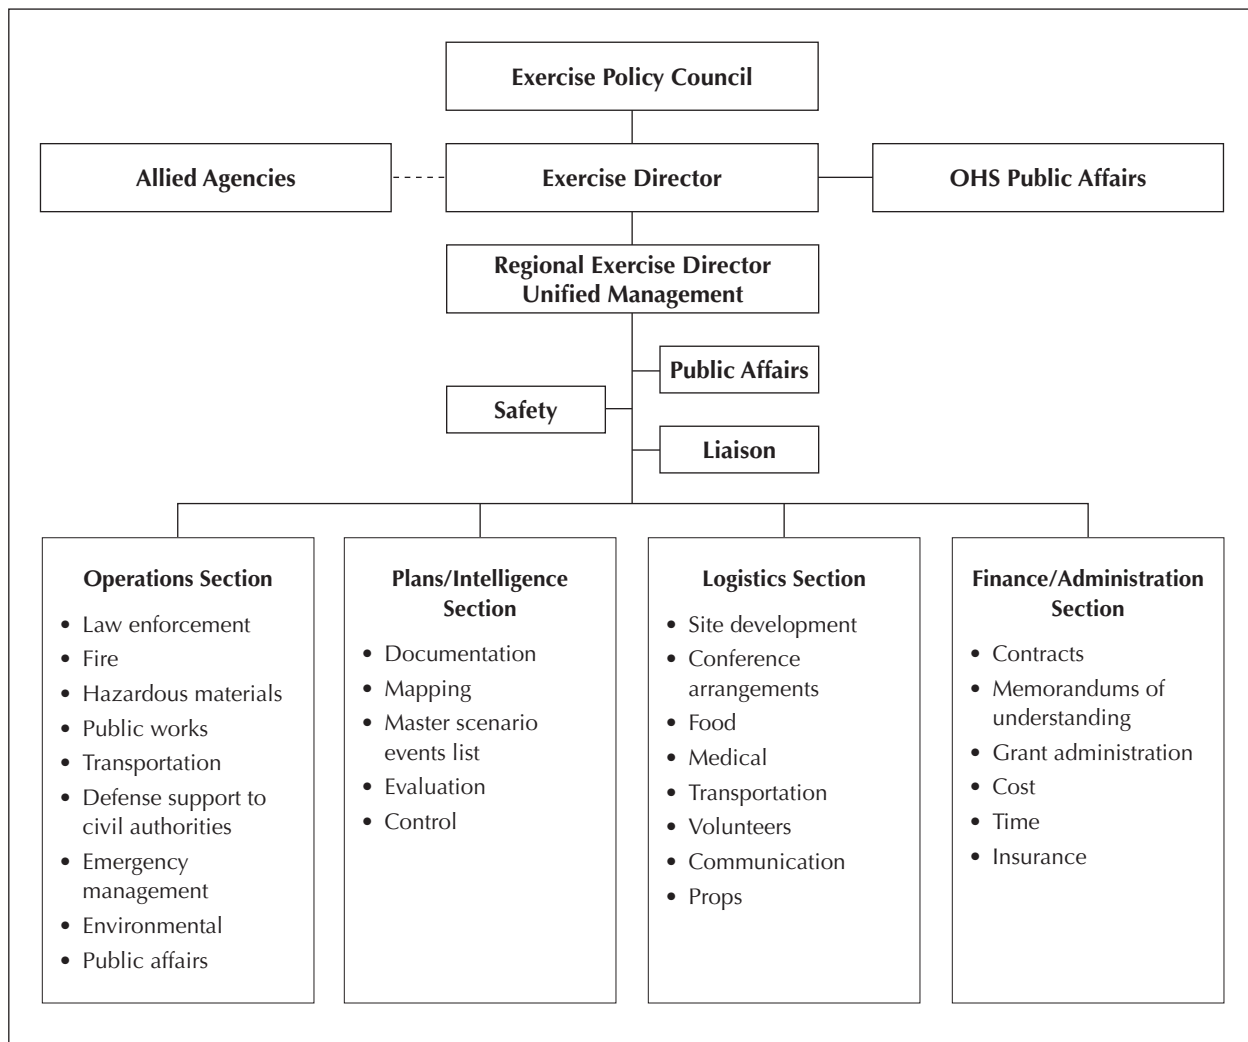 Exercise Policy Council
Allied Agencies
Exercise Director
OHS Public Affairs
Regional Exercise Director
Unified Management
Public Affairs
Safety
Liaison
Operations Section
• Law enforcement
• Fire
• Hazardous materials
• Public works
• Transportation
• Defense support to
civil authorities
• Emergency
management
• Environmental
• Public affairs
Plans/Intelligence
Section
• Documentation
• Mapping
• Master scenario
events list
• Evaluation
• Control
Logistics Section
• Site development
• Conference
arrangements
• Food
• Medical
• Transportation
• Volunteers
• Communication
• Props
Finance/Administration
Section
• Contracts
• Memorandums of
understanding
• Grant administration
• Cost
• Time
• Insurance